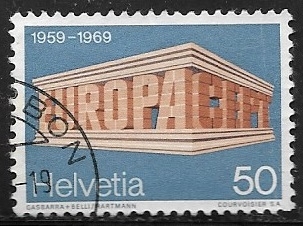 1959-1969
EUROPA CEPT
BON
-19
Helvetia 50
GASBARRA + BELLI/HARTMANN COURVOISIER S.A.